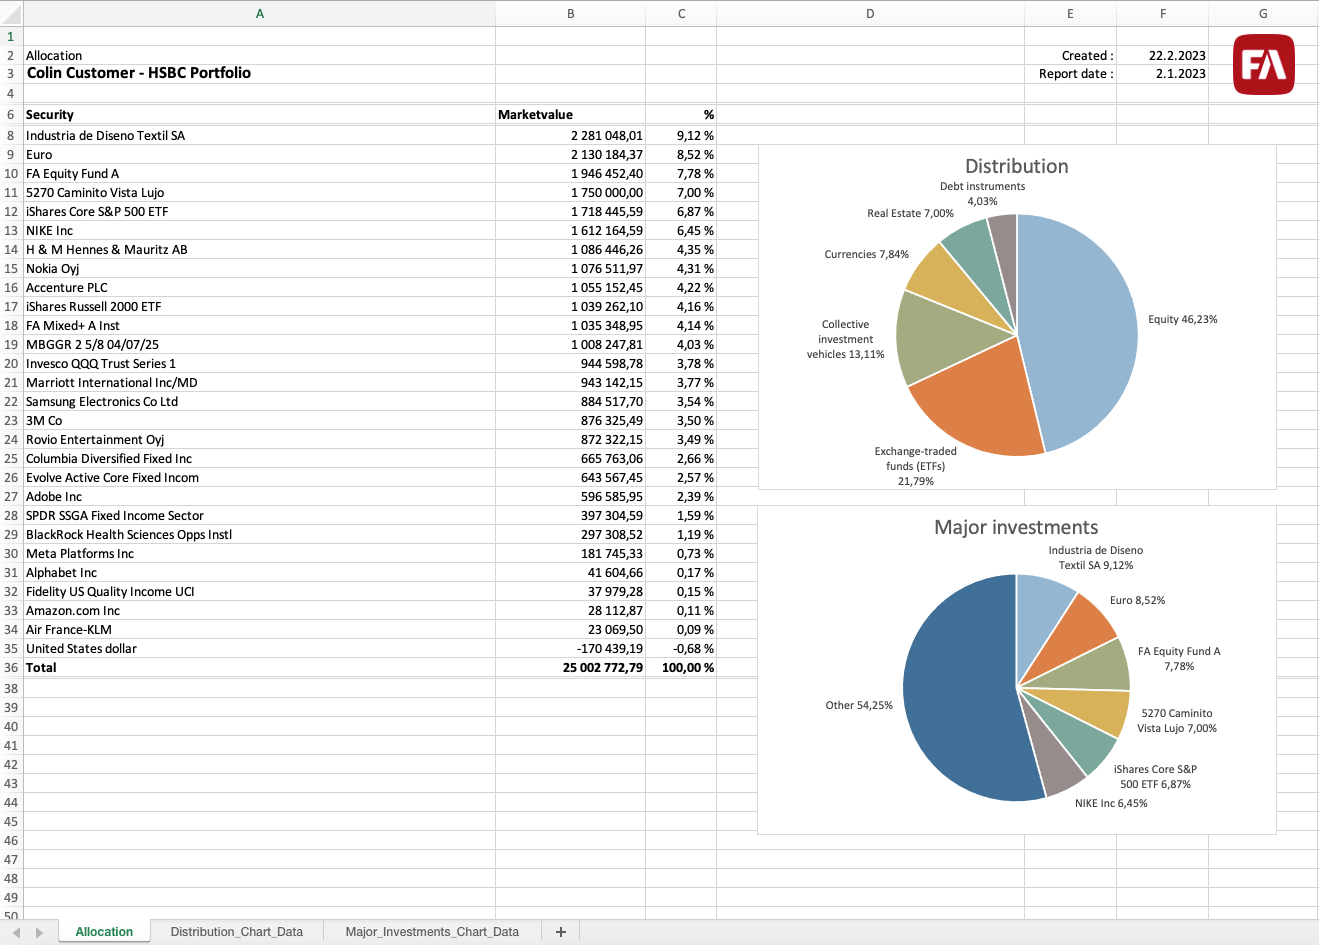 A B C D E F G
1
2 Allocation Created : 22.2.2023
FA
3 Colin Customer - HSBC Portfolio Report date : 2.1.2023
4
6 Security Marketvalue %
8 Industria de Diseno Textil SA 2 281 048,01 9,12 %
9 Euro 2 130 184,37 8,52 %
10 FA Equity Fund A 1 946 452,40 7,78 %
11 5270 Caminito Vista Lujo 1 750 000,00 7,00 %
12 iShares Core S&P 500 ETF 1 718 445,59 6,87 %
13 NIKE Inc 1 612 164,59 6,45 %
14 H & M Hennes & Mauritz AB 1 086 446,26 4,35 %
15 Nokia Oyj 1 076 511,97 4,31 %
16 Accenture PLC 1 055 152,45 4,22 %
17 iShares Russell 2000 ETF 1 039 262,10 4,16 %
18 FA Mixed+ A Inst 1 035 348,95 4,14 %
19 MBGGR 2 5/8 04/07/25 1 008 247,81 4,03 %
20 Invesco QQQ Trust Series 1 944 598,78 3,78 %
21 Marriott International Inc/MD 943 142,15 3,77 %
22 Samsung Electronics Co Ltd 884 517,70 3,54 %
23 3M Co 876 325,49 3,50 %
24 Rovio Entertainment Oyj 872 322,15 3,49 %
25 Columbia Diversified Fixed Inc 665 763,06 2,66 %
26 Evolve Active Core Fixed Incom 643 567,45 2,57 %
27 Adobe Inc 596 585,95 2,39 %
28 SPDR SSGA Fixed Income Sector 397 304,59 1,59 %
29 BlackRock Health Sciences Opps Instl 297 308,52 1,19 %
30 Meta Platforms Inc 181 745,33 0,73 %
31 Alphabet Inc 41 604,66 0,17 %
32 Fidelity US Quality Income UCI 37 979,28 0,15 %
33 Amazon.com Inc 28 112,87 0,11 %
34 Air France-KLM 23 069,50 0,09 %
35 United States dollar -170 439,19 -0,68 %
36 Total 25 002 772,79 100,00 %
38
39
40
41
42
43
44
45
46
47
48
49
50
Distribution
Debt instruments
4,03%
Real Estate 7,00%
Currencies 7,84%
Equity 46,23%
Collective
investment
vehicles 13,11%
Exchange-traded
funds (ETFs)
21,79%
Major investments
Industria de Diseno
Textil SA 9,12%
Euro 8,52%
FA Equity Fund A
7,78%
Other 54,25%
5270 Caminito
Vista Lujo 7,00%
iShares Core S&P
500 ETF 6,87%
NIKE Inc 6,45%
Allocation Distribution_Chart_Data Major_Investments_Chart_Data +